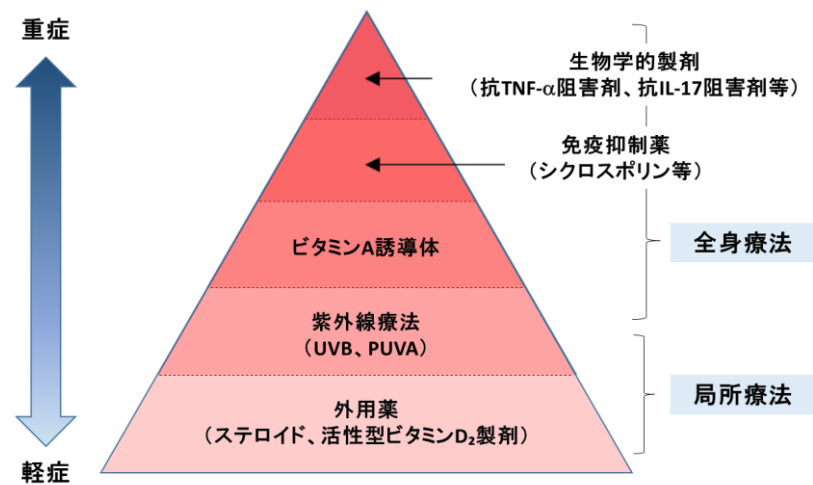 重症
生物学的製剤
（抗TNF-α阻害剤、抗IL-17阻害剤等）
免疫抑制薬
（シクロスポリン等）
ビタミンA誘導体
全身療法
紫外線療法
（UVB、PUVA）
局所療法
外用薬
（ステロイド、活性型ビタミンD₂製剤）
軽症